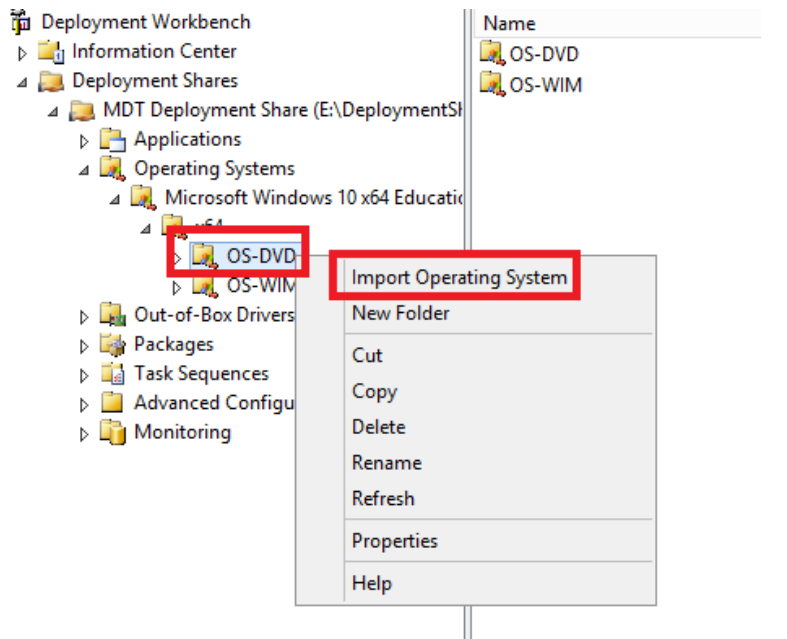 Deployment Workbench
Information Center
Deployment Shares
MDT Deployment Share (E:\DeploymentSh
Applications
Operating Systems
Microsoft Windows 10 x64 Educatic
x64
OS-DVD
OS-WIM
Out-of-Box Drivers
Packages
Task Sequences
Advanced Configu
Monitoring
Import Operating System
New Folder
Cut
Copy
Delete
Rename
Refresh
Properties
Help
Name
OS-DVD
OS-WIM